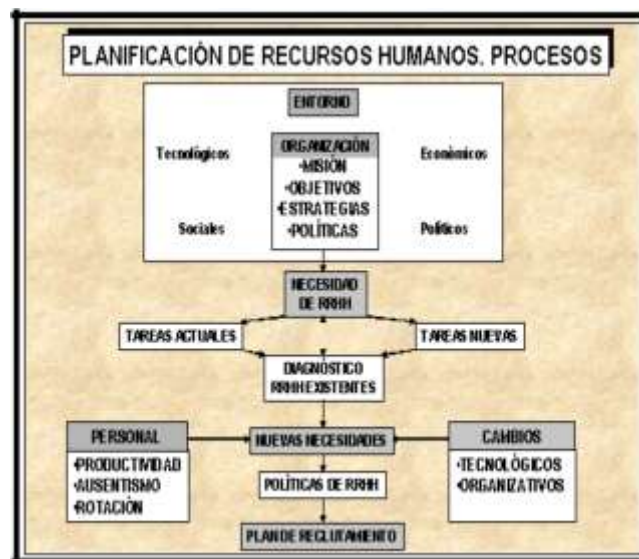 PLANIFICACIÓN DE RECURSOS HUMANOS. PROCESOS
ENTORNO
Tecnológicos
Económicos
ORGANIZACIÓN
•MISIÓN
•OBJETIVOS
•ESTRATEGIAS
•POLÍTICAS
Sociales
Políticos
NECESIDAD
DE RRHH
TAREAS ACTUALES
TAREAS NUEVAS
DIAGNÓSTICO
RRHH EXISTENTES
PERSONAL
•PRODUCTIVIDAD
•AUSENTISMO
•ROTACIÓN
NUEVAS NECESIDADES
CAMBIOS
•TECNOLÓGICOS
•ORGANIZATIVOS
POLÍTICAS DE RRHH
PLAN DE RECLUTAMIENTO